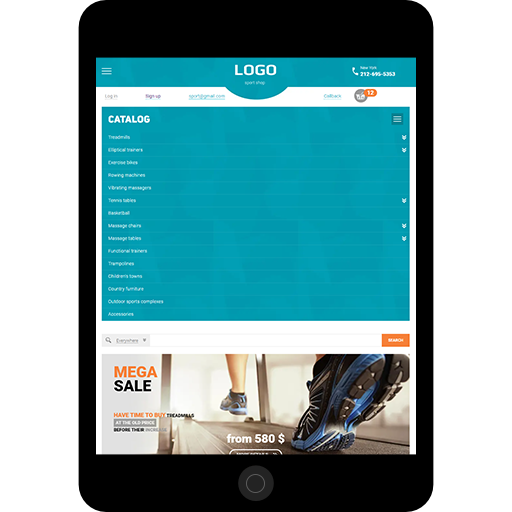 LOGO
sport shop
New York
212-695-5353
Log in
Sign up
sport@gmail.com
Callback
12
CATALOG
Treadmills
Elliptical trainers
Exercise bikes
Rowing machines
Vibrating massagers
Tennis tables
Basketball
Massage chairs
Massage tables
Functional trainers
Trampolines
Children's towns
Country furniture
Outdoor sports complexes
Accessories
Everywhere
SEARCH
MEGA
SALE
HAVE TIME TO BUY TREADMILLS
AT THE OLD PRICE
BEFORE THEIR INCREASE
from 580 $
MORE DETAILS